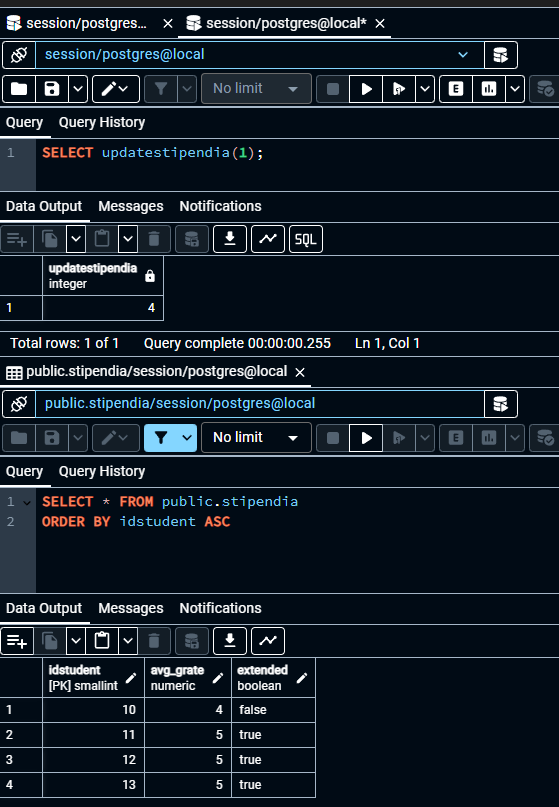 session/postgres...
session/postgres@local*
session/postgres@local
No limit
E
Query Query History
1 SELECT updatestipendia(1);
Data Output Messages Notifications
SQL
updatestipendia
integer
1 4
Total rows: 1 of 1 Query complete 00:00:00.255 Ln 1, Col 1
public.stipendia/session/postgres@local
public.stipendia/session/postgres@local
No limit
E
Query Query History
1 SELECT * FROM public.stipendia
2 ORDER BY idstudent ASC
Data Output Messages Notifications
idstudent avg_grate extended
[PK] smallint numeric boolean
1 10 4 false
2 11 5 true
3 12 5 true
4 13 5 true